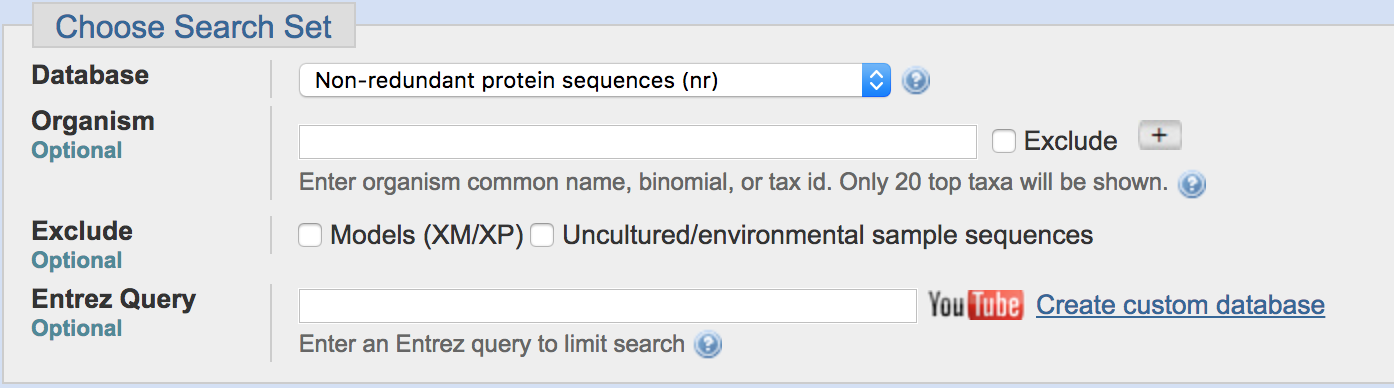 Choose Search Set
Database
Non-redundant protein sequences (nr)
?
Organism
Optional
Exclude
+
Enter organism common name, binomial, or tax id. Only 20 top taxa will be shown.
?
Exclude
Optional
Models (XM/XP)
Uncultured/environmental sample sequences
Entrez Query
Optional
YouTube
Create custom database
Enter an Entrez query to limit search
?